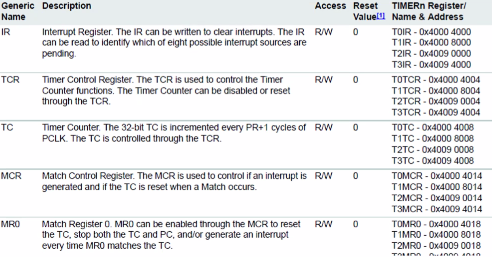 Generic Description Access Reset TIMERn Register/
Name Value[1] Name & Address
IR Interrupt Register. The IR can be written to clear interrupts. The IR R/W 0 T0IR - 0x4000 4000
can be read to identify which of eight possible interrupt sources are T1IR - 0x4000 8000
pending. T2IR - 0x4009 0000
T3IR - 0x4009 4000
TCR Timer Control Register. The TCR is used to control the Timer R/W 0 T0TCR - 0x4000 4004
Counter functions. The Timer Counter can be disabled or reset T1TCR - 0x4000 8004
through the TCR. T2TCR - 0x4009 0004
T3TCR - 0x4009 4004
TC Timer Counter. The 32-bit TC is incremented every PR+1 cycles of R/W 0 T0TC - 0x4000 4008
PCLK. The TC is controlled through the TCR. T1TC - 0x4000 8008
T2TC - 0x4009 0008
T3TC - 0x4009 4008
MCR Match Control Register. The MCR is used to control if an interrupt is R/W 0 T0MCR - 0x4000 4014
generated and if the TC is reset when a Match occurs. T1MCR - 0x4000 8014
T2MCR - 0x4009 0014
T3MCR - 0x4009 4014
MR0 Match Register 0. MR0 can be enabled through the MCR to reset R/W 0 T0MR0 - 0x4000 4018
the TC, stop both the TC and PC, and/or generate an interrupt T1MR0 - 0x4000 8018
every time MR0 matches the TC. T2MR0 - 0x4009 0018